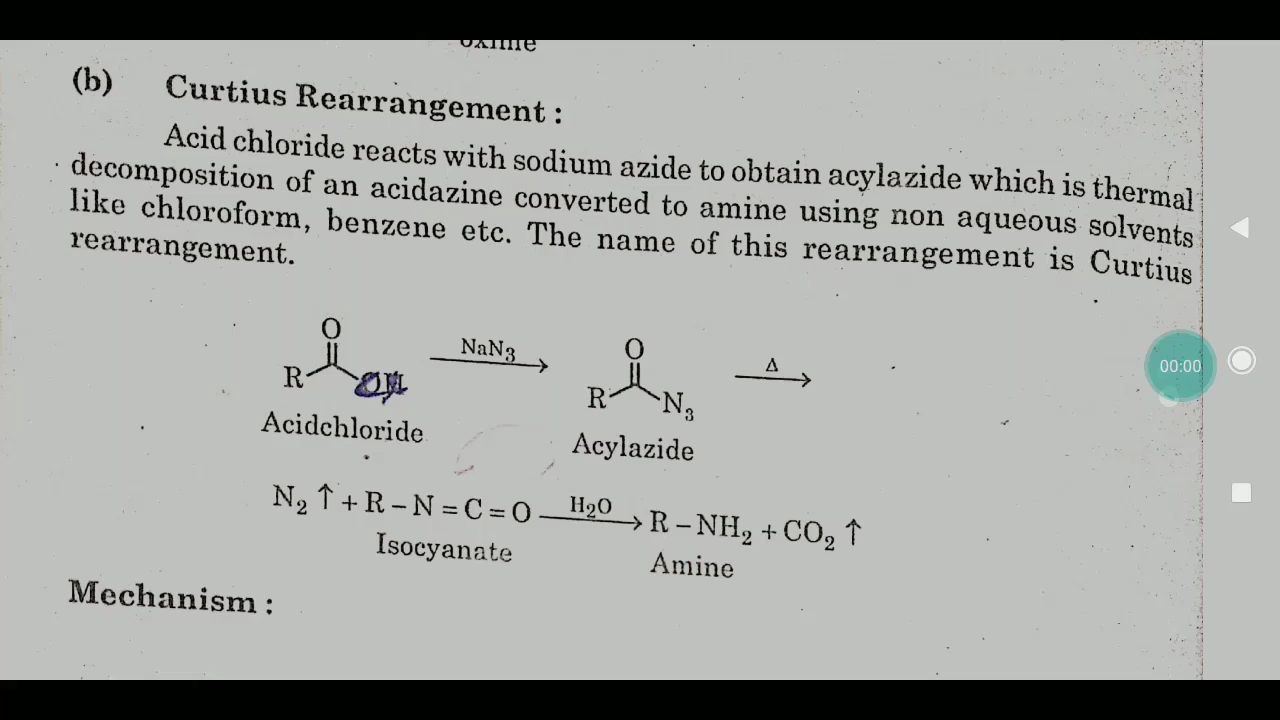 oxime
(b) Curtius Rearrangement :
Acid chloride reacts with sodium azide to obtain acylazide which is thermal
decomposition of an acidazine converted to amine using non aqueous solvents
like chloroform, benzene etc. The name of this rearrangement is Curtius
rearrangement.
O O
NaN3 Δ
R R N3
Acidchloride Acylazide
N2 ↑ + R – N = C = O H2O → R – NH2 + CO2 ↑
Isocyanate Amine
Mechanism :
00:00